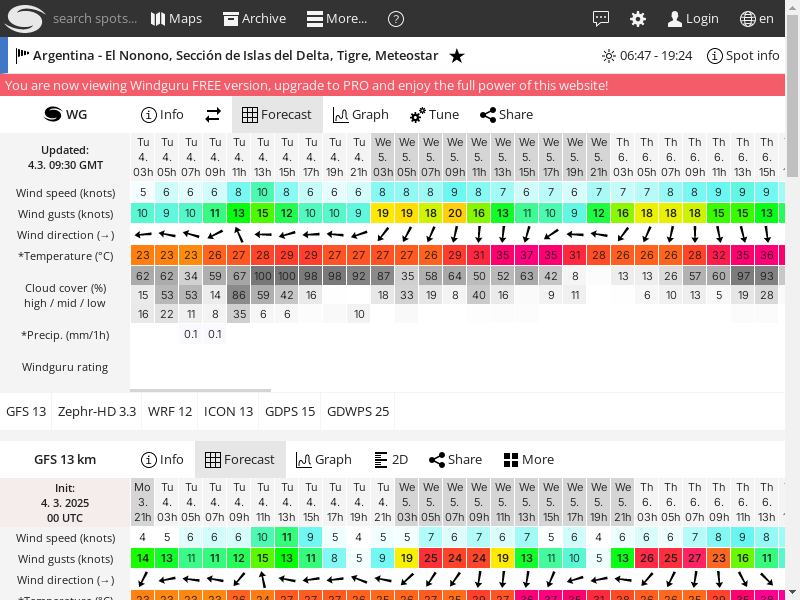 search spots...
Maps
Archive
More...
?
Login
en
Argentina - El Nonono, Sección de Islas del Delta, Tigre, Meteostar ★
06:47 - 19:24
Spot info
You are now viewing Windguru FREE version, upgrade to PRO and enjoy the full power of this website!
WG
Info
Forecast
Graph
Tune
Share
Updated:
4.3. 09:30 GMT
Tu Tu Tu Tu Tu Tu Tu Tu Tu Tu We We We We We We We We We We Th Th Th Th Th Th Th
4. 4. 4. 4. 4. 4. 4. 4. 4. 4. 5. 5. 5. 5. 5. 5. 5. 5. 5. 5. 6. 6. 6. 6. 6. 6. 6.
03h 05h 07h 09h 11h 13h 15h 17h 19h 21h 03h 05h 07h 09h 11h 13h 15h 17h 19h 21h 03h 05h 07h 09h 11h 13h 15h
Wind speed (knots) 5 6 6 6 8 10 8 6 6 6 8 8 8 9 8 7 6 7 6 7 7 7 8 8 9 9 9
Wind gusts (knots) 10 9 10 11 13 15 12 10 10 9 19 19 18 20 16 13 11 10 9 12 16 18 18 18 15 15 13
Wind direction (→)
*Temperature (°C) 23 23 23 26 27 28 29 29 27 27 27 27 26 29 31 35 37 35 31 28 26 26 26 28 32 35 36
Cloud cover (%)
high / mid / low
62 62 34 59 67 100 100 98 98 92 87 35 58 64 50 52 63 42 8 13 13 26 57 60 97 93
15 53 53 14 86 59 42 16 18 33 19 8 40 16 9 11 6 10 13 5 19 28
16 22 11 8 35 6 6 10
*Precip. (mm/1h) 0.1 0.1
Windguru rating
GFS 13
Zephr-HD 3.3
WRF 12
ICON 13
GDPS 15
GDWPS 25
GFS 13 km
Info
Forecast
Graph
2D
Share
More
Init:
4. 3. 2025
00 UTC
Mo Tu Tu Tu Tu Tu Tu Tu Tu Tu Tu We We We We We We We We We We Th Th Th Th Th Th
3. 4. 4. 4. 4. 4. 4. 4. 4. 4. 4. 5. 5. 5. 5. 5. 5. 5. 5. 5. 5. 6. 6. 6. 6. 6. 6.
21h 03h 05h 07h 09h 11h 13h 15h 17h 19h 21h 03h 05h 07h 09h 11h 13h 15h 17h 19h 21h 03h 05h 07h 09h 11h 13h
Wind speed (knots) 4 5 6 6 6 10 11 9 5 4 5 5 7 6 7 6 7 5 6 4 6 6 6 7 8 9 8
Wind gusts (knots) 14 13 11 11 12 15 13 11 8 5 9 19 25 24 24 19 13 11 10 5 13 26 25 27 23 16 11
Wind direction (→)